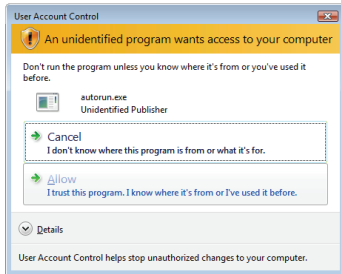 User Account Control
An unidentified program wants access to your computer
Don't run the program unless you know where it's from or you've used it
before.
autorun.exe
Unidentified Publisher
Cancel
I don't know where this program is from or what it's for.
Allow
I trust this program. I know where it's from or I've used it before.
Details
User Account Control helps stop unauthorized changes to your computer.